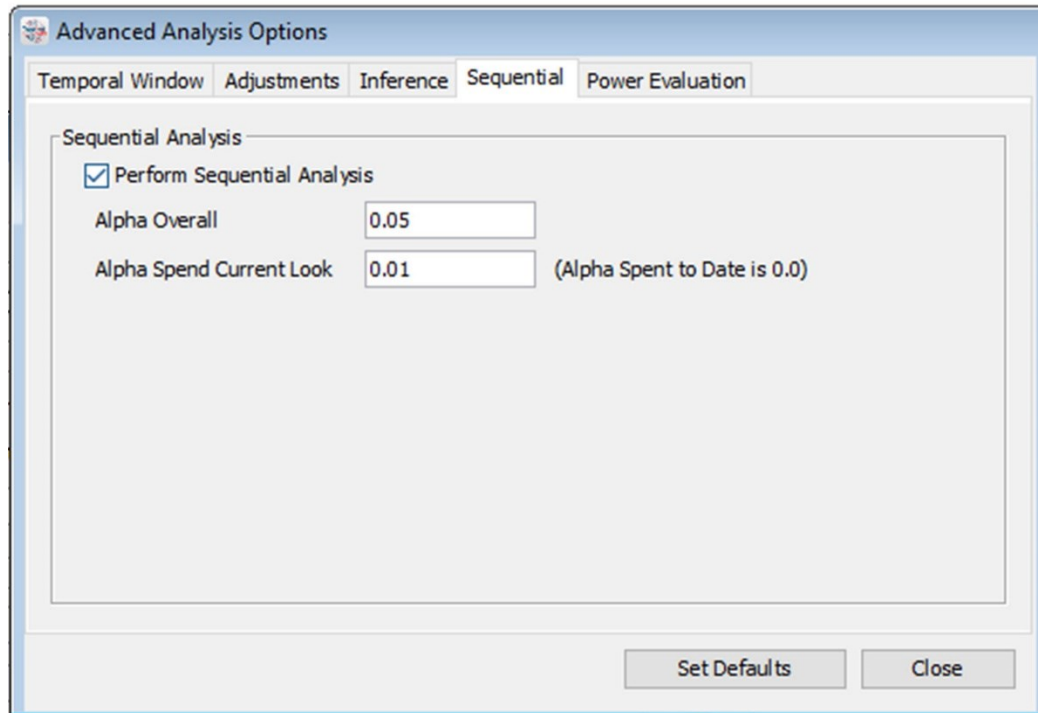 Advanced Analysis Options
Temporal Window Adjustments Inference Sequential Power Evaluation
Sequential Analysis
Perform Sequential Analysis
Alpha Overall 0.05
Alpha Spend Current Look 0.01 (Alpha Spent to Date is 0.0)
Set Defaults Close